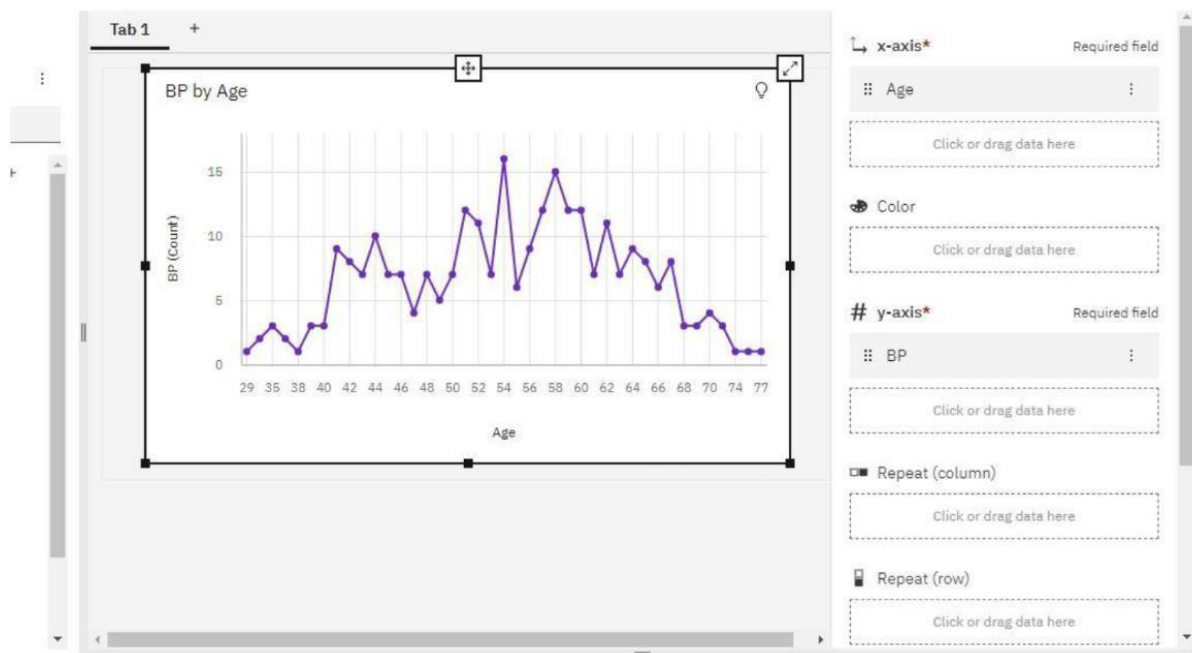 Tab 1 +
BP by Age
15
10
5
0
BP (Count)
29 35 38 40 42 44 46 48 50 52 54 56 58 60 62 64 66 68 70 74 77
Age
x-axis* Required field
Age
Click or drag data here
Color
Click or drag data here
# y-axis* Required field
BP
Click or drag data here
Repeat (column)
Click or drag data here
Repeat (row)
Click or drag data here